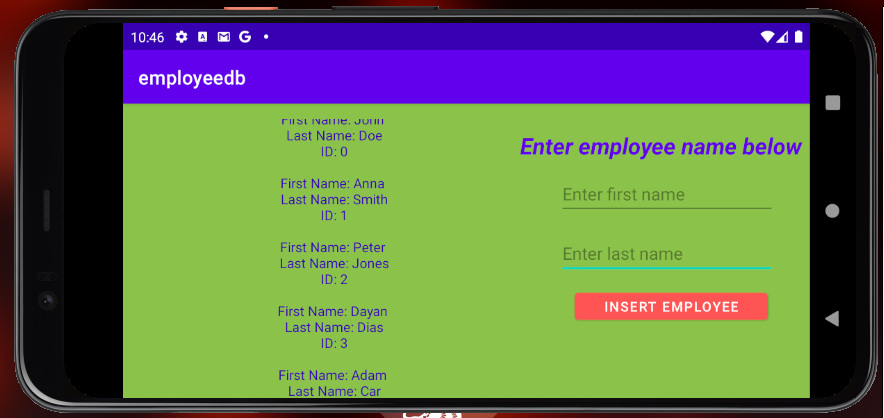 10:46
employeedb
First Name: John
Last Name: Doe
ID: 0
First Name: Anna
Last Name: Smith
ID: 1
First Name: Peter
Last Name: Jones
ID: 2
First Name: Dayan
Last Name: Dias
ID: 3
First Name: Adam
Last Name: Car
Enter employee name below
Enter first name
Enter last name
INSERT EMPLOYEE